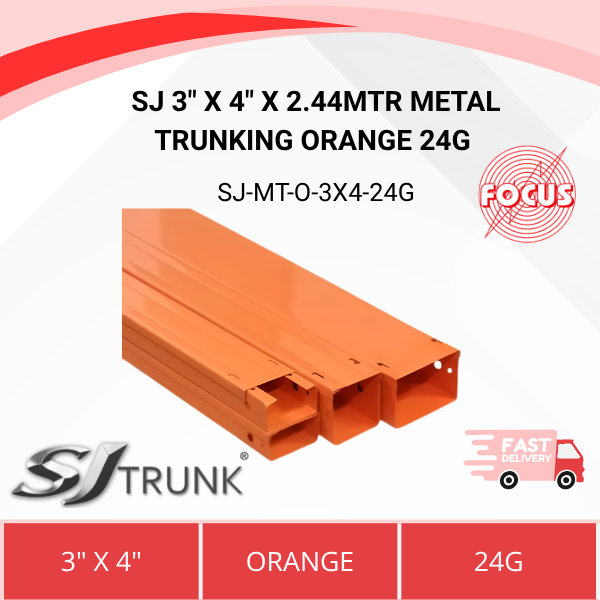 SJ 3" X 4" X 2.44MTR METAL
TRUNKING ORANGE 24G
SJ-MT-O-3X4-24G
FOCUS
SJ TRUNK®
FAST
DELIVERY
3" X 4"
ORANGE
24G